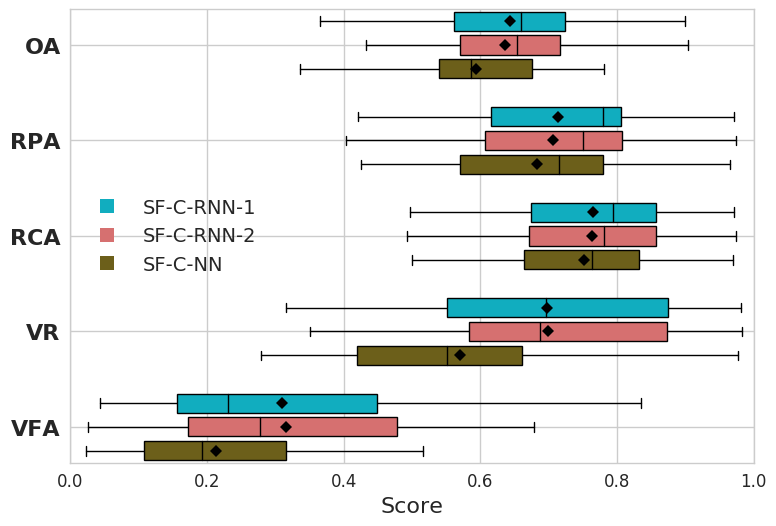 OA
RPA
RCA
VR
VFA
SF-C-RNN-1
SF-C-RNN-2
SF-C-NN
0.0 0.2 0.4 0.6 0.8 1.0
Score